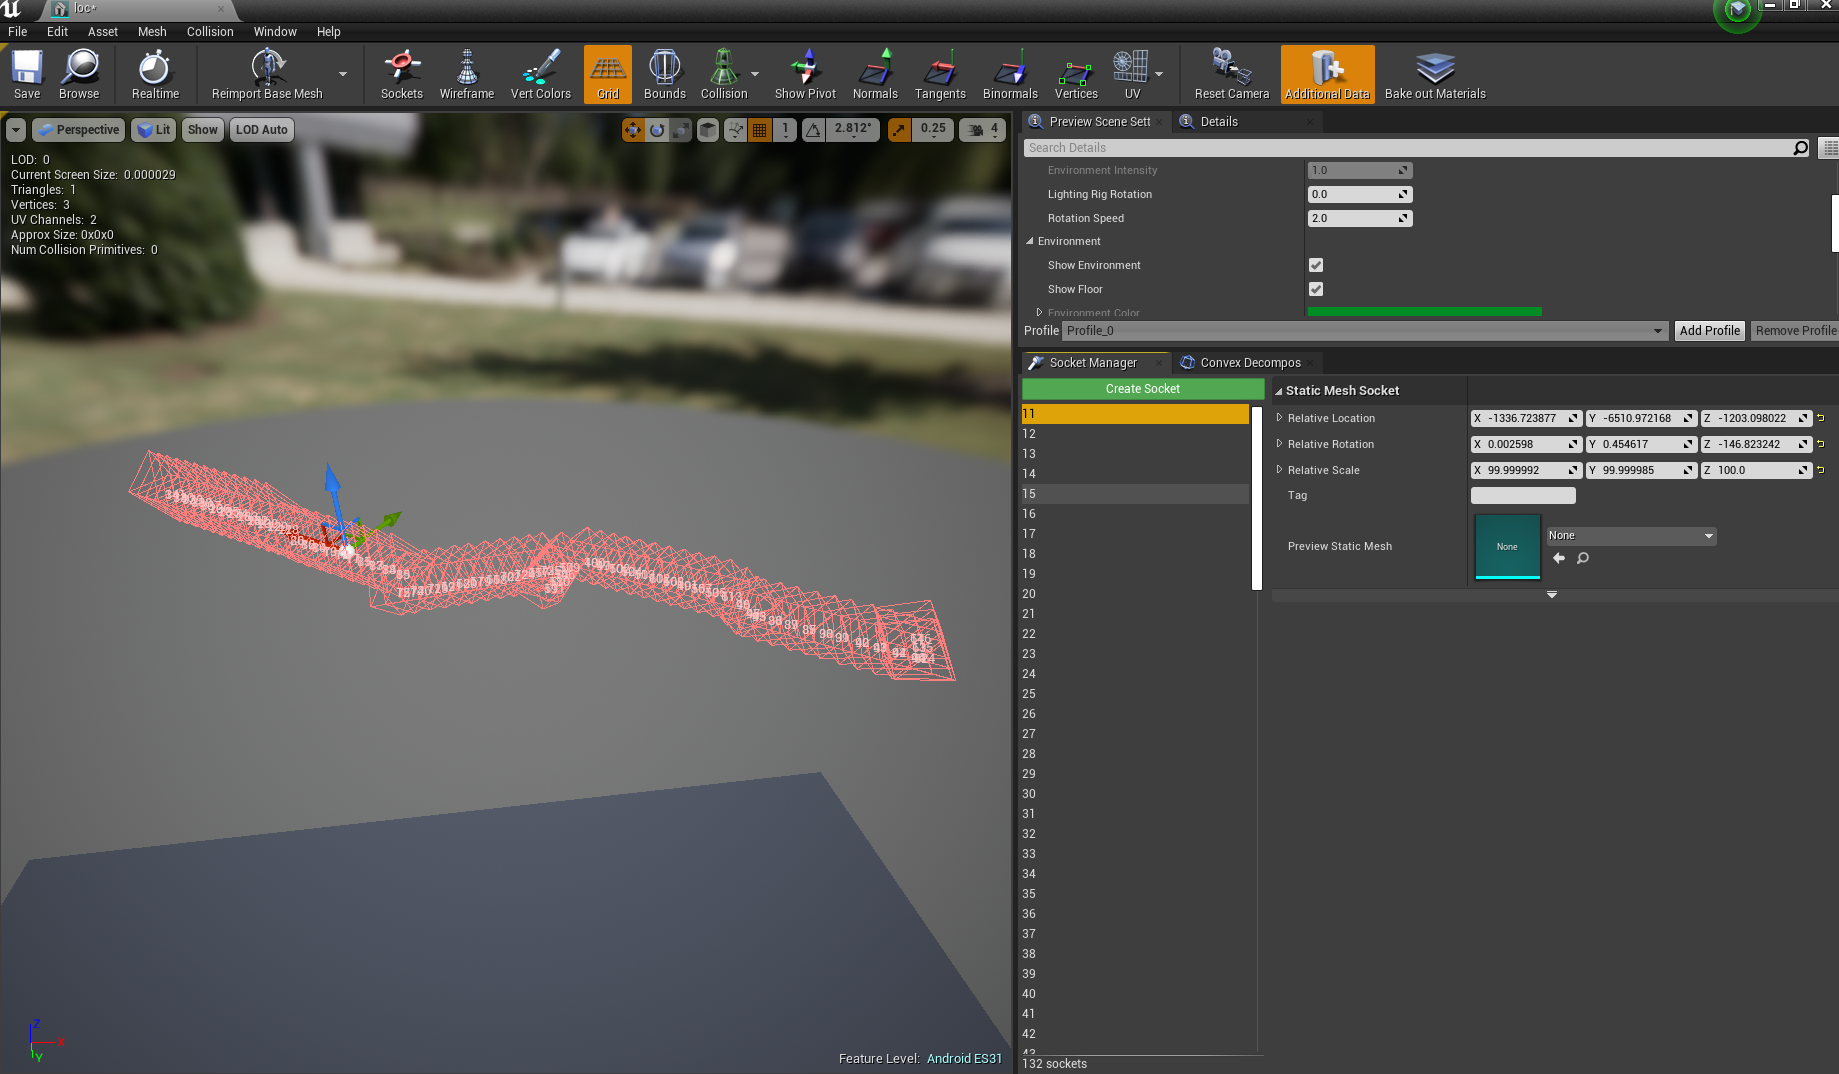 loc*
File Edit Asset Mesh Collision Window Help
Save Browse Realtime Reimport Base Mesh Sockets Wireframe Vert Colors Grid Bounds Collision Show Pivot Normals Tangents Binormals Vertices UV Reset Camera Additional Data Bake out Materials
Perspective Lit Show LOD Auto 1 2.812° 0.25 4
LOD: 0
Current Screen Size: 0.000029
Triangles: 1
Vertices: 3
UV Channels: 2
Approx Size: 0x0x0
Num Collision Primitives: 0
Z
X
Y
Feature Level: Android ES31
Preview Scene Sett Details
Search Details
Environment Intensity 1.0
Lighting Rig Rotation 0.0
Rotation Speed 2.0
Environment
Show Environment
Show Floor
Environment Color
Profile Profile_0 Add Profile Remove Profile
Socket Manager Convex Decompos
Create Socket
11
12
13
14
15
16
17
18
19
20
21
22
23
24
25
26
27
28
29
30
31
32
33
34
35
36
37
38
39
40
41
42
43
132 sockets
Static Mesh Socket
Relative Location X -1336.723877 Y -6510.972168 Z -1203.098022
Relative Rotation X 0.002598 Y 0.454617 Z -146.823242
Relative Scale X 99.999992 Y 99.999985 Z 100.0
Tag
Preview Static Mesh None None